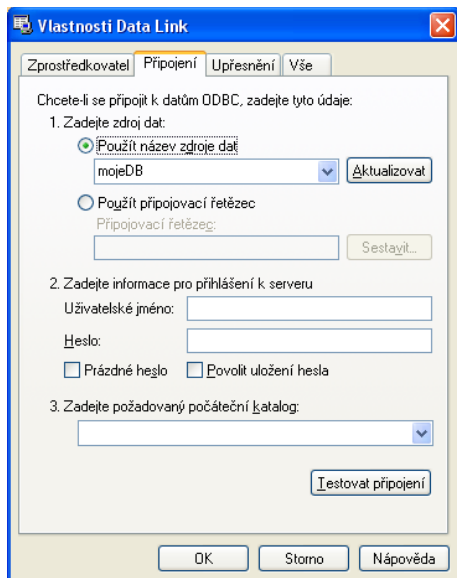 Vlastnosti Data Link
Zprostředkovatel Připojení Upřesnění Vše
Chcete-li se připojit k datům ODBC, zadejte tyto údaje:
1. Zadejte zdroj dat:
Použít název zdroje dat
mojeDB Aktualizovat
Použít připojovací řetězec
Připojovací řetězec:
Sestavit...
2. Zadejte informace pro přihlášení k serveru
Uživatelské jméno:
Heslo:
Prázdné heslo Povolit uložení hesla
3. Zadejte požadovaný počáteční katalog:
Testovat připojení
OK Storno Nápověda